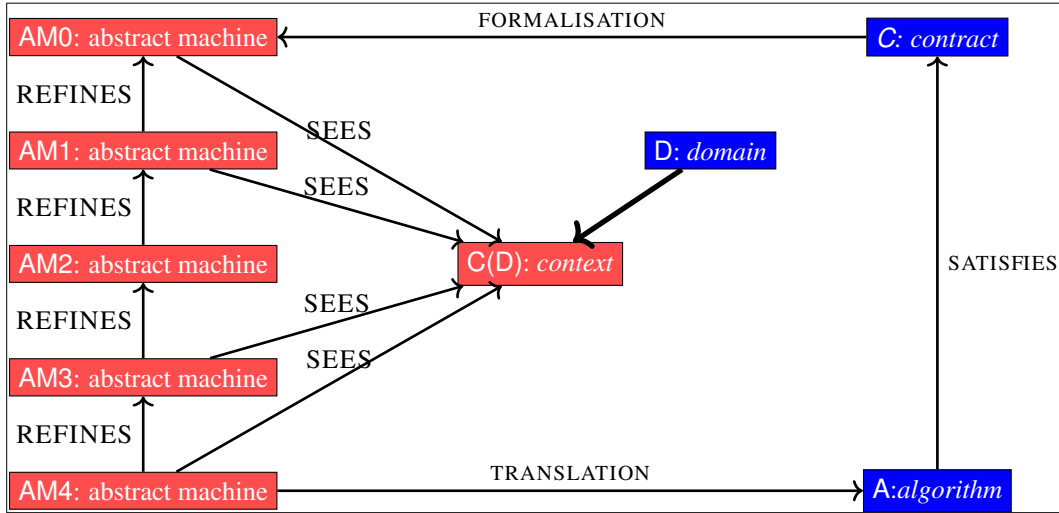 FORMALISATION
AM0: abstract machine
C: contract
REFINES
SEES
AM1: abstract machine
D: domain
SEES
REFINES
AM2: abstract machine
C(D): context
SATISFIES
SEES
REFINES
SEES
AM3: abstract machine
REFINES
TRANSLATION
AM4: abstract machine
A:algorithm